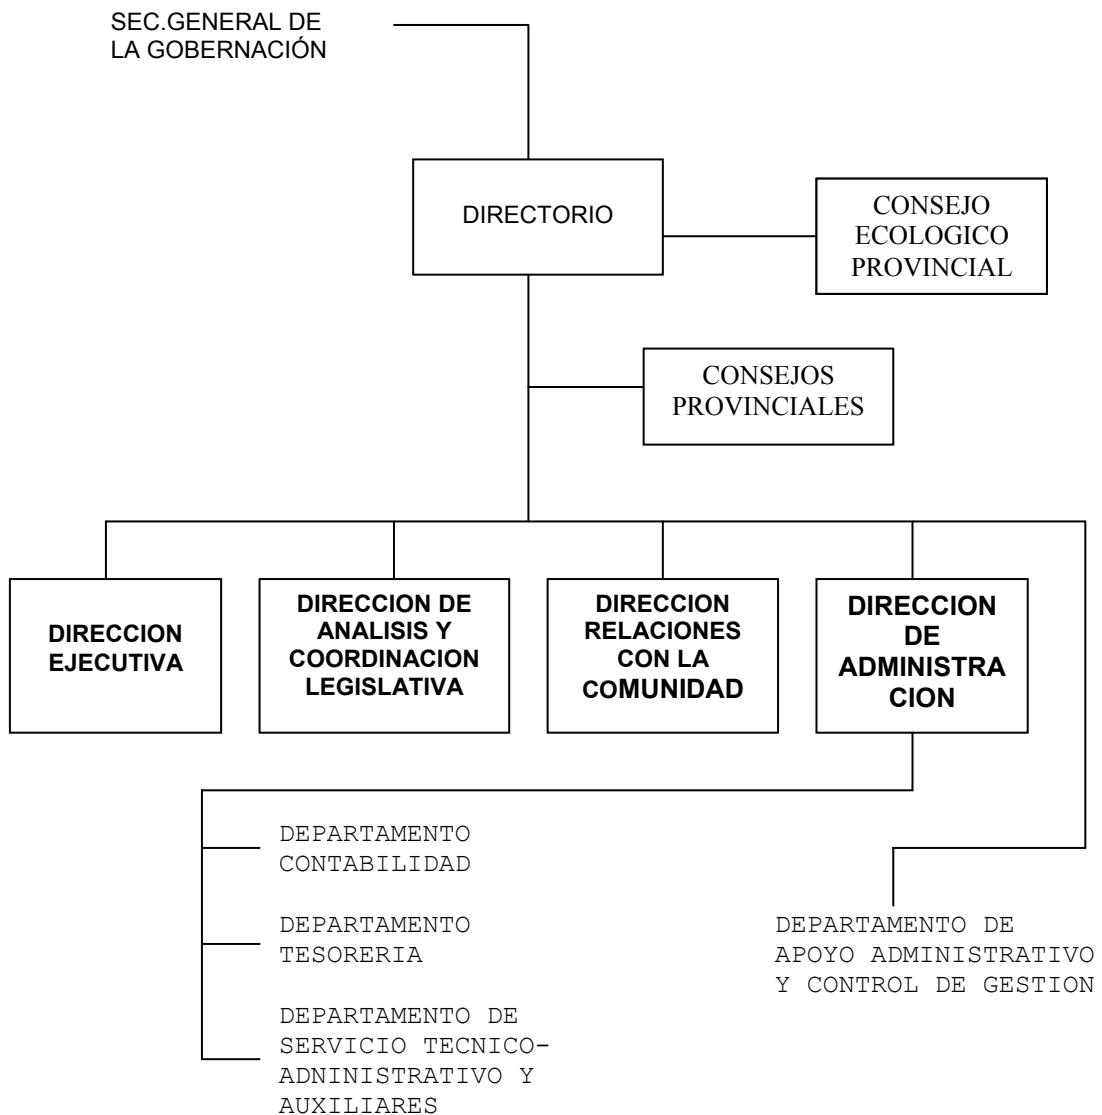 SEC.GENERAL DE
LA GOBERNACIÓN
DIRECTORIO
CONSEJO
ECOLOGICO
PROVINCIAL
CONSEJOS
PROVINCIALES
DIRECCION
EJECUTIVA
DIRECCION DE
ANALISIS Y
COORDINACION
LEGISLATIVA
DIRECCION
RELACIONES
CON LA
COMUNIDAD
DIRECCION
DE
ADMINISTRA
CION
DEPARTAMENTO
CONTABILIDAD
DEPARTAMENTO
TESORERIA
DEPARTAMENTO DE
SERVICIO TECNICO-
ADNINISTRATIVO Y
AUXILIARES
DEPARTAMENTO DE
APOYO ADMINISTRATIVO
Y CONTROL DE GESTION